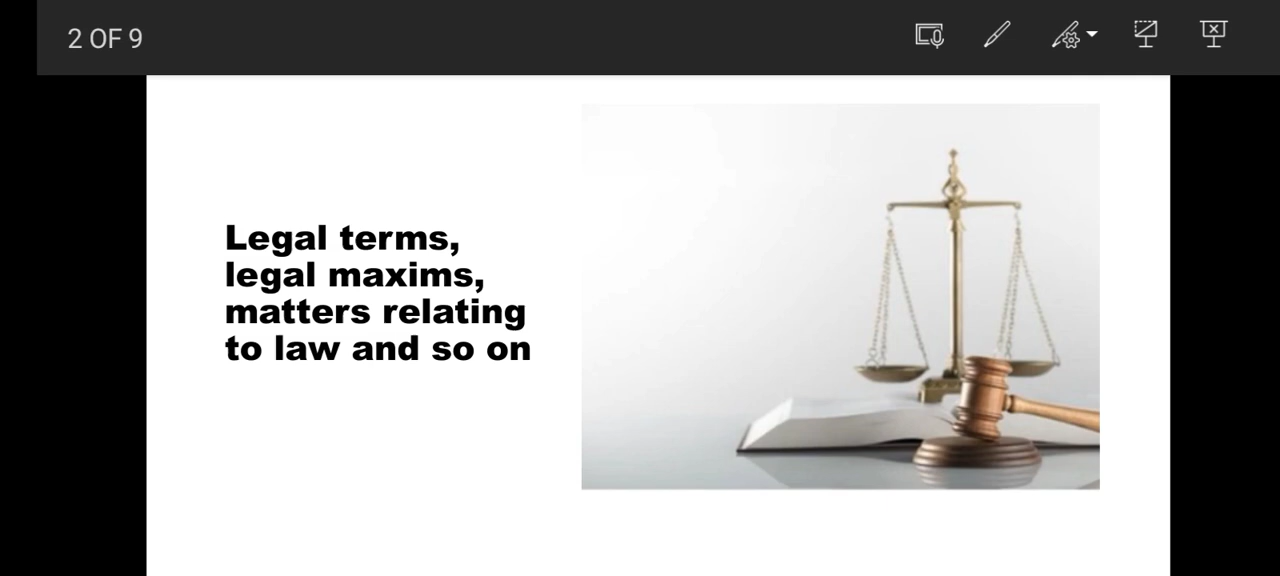 2 OF 9
Legal terms,
legal maxims,
matters relating
to law and so on